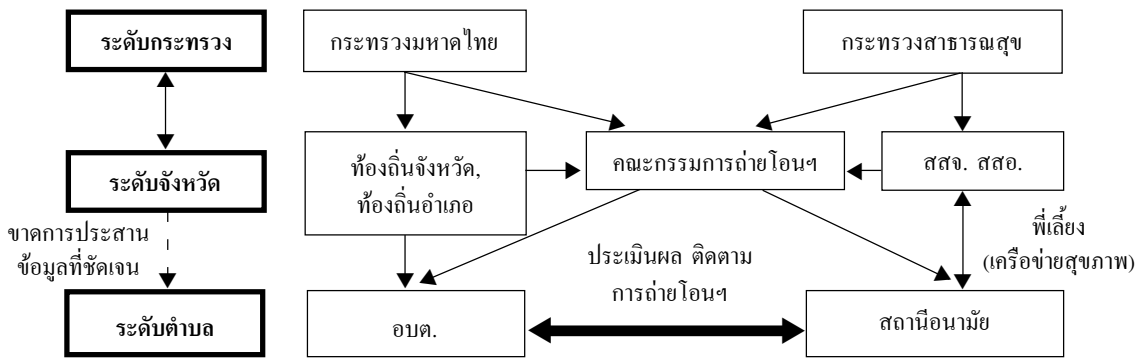 ระดับกระทรวง
กระทรวงมหาดไทย
กระทรวงสาธารณสุข
ระดับจังหวัด
ท้องถิ่นจังหวัด,
ท้องถิ่นอำเภอ
คณะกรรมการถ่ายโอนฯ
สสจ. สสอ.
ขาดการประสาน
ข้อมูลที่ชัดเจน
ประเมินผล ติดตาม
การถ่ายโอนฯ
พี่เลี้ยง
(เครือข่ายสุขภาพ)
ระดับตำบล
อบต.
สถานีอนามัย